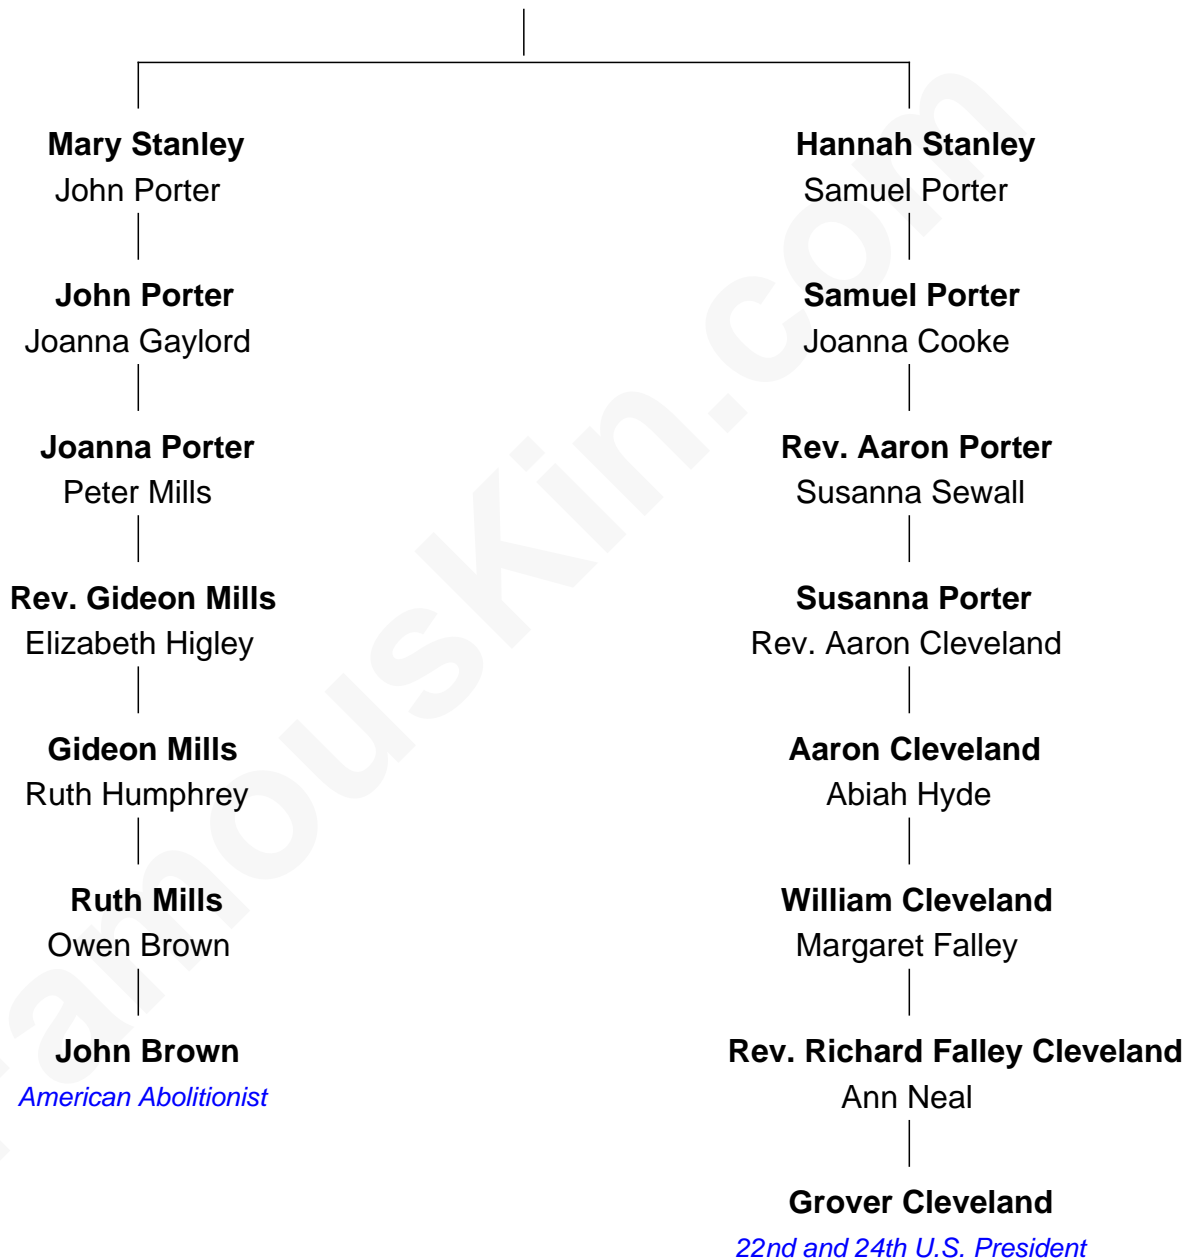 Mary Stanley
John Porter
Hannah Stanley
Samuel Porter
John Porter
Joanna Gaylord
Samuel Porter
Joanna Cooke
Joanna Porter
Peter Mills
Rev. Aaron Porter
Susanna Sewall
Rev. Gideon Mills
Elizabeth Higley
Susanna Porter
Rev. Aaron Cleveland
Gideon Mills
Ruth Humphrey
Aaron Cleveland
Abiah Hyde
Ruth Mills
Owen Brown
William Cleveland
Margaret Falley
John Brown
American Abolitionist
Rev. Richard Falley Cleveland
Ann Neal
Grover Cleveland
22nd and 24th U.S. President
FamousKin.com